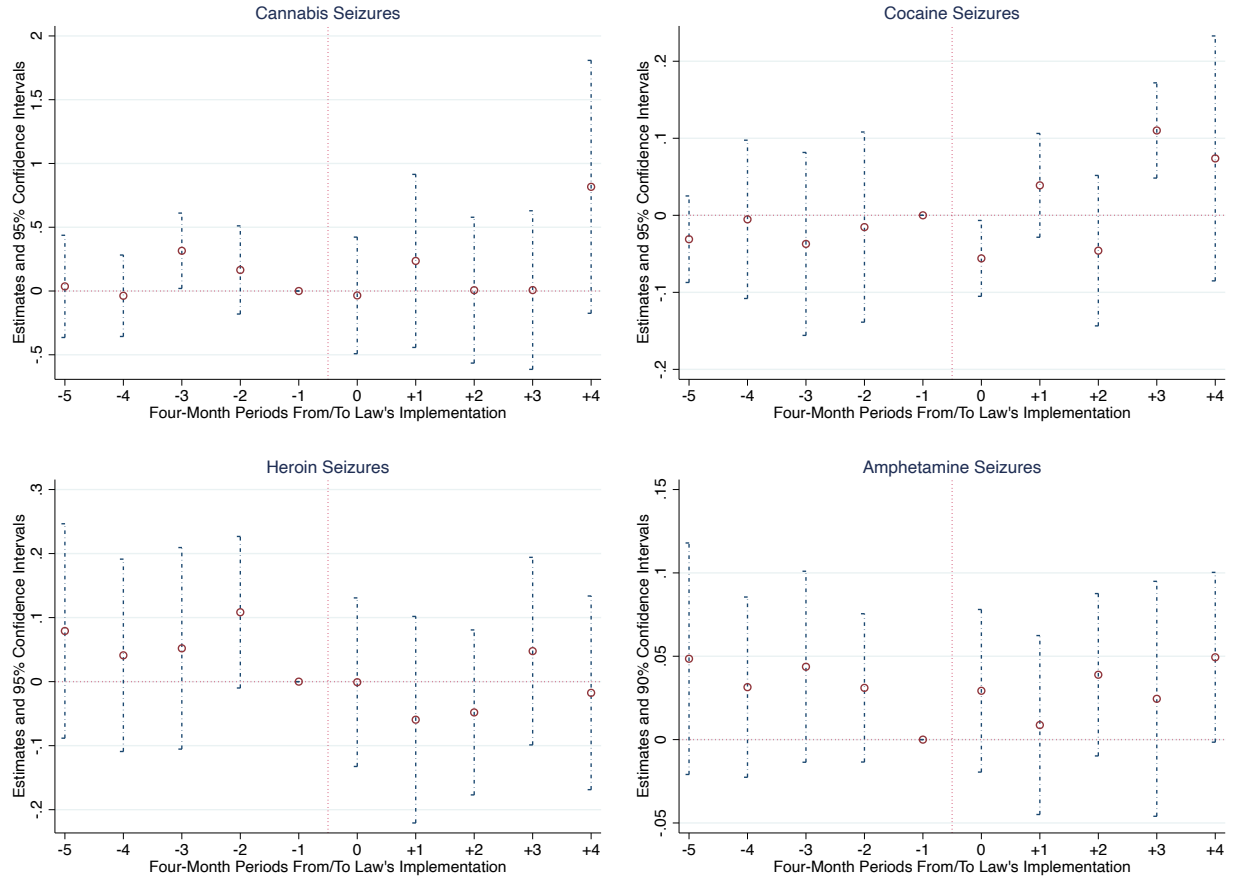 Cannabis Seizures
Estimates and 95% Confidence Intervals
2
1.5
1
.5
0
-.5
-5 -4 -3 -2 -1 0 +1 +2 +3 +4
Four-Month Periods From/To Law's Implementation
Cocaine Seizures
Estimates and 95% Confidence Intervals
.2
.1
0
-.1
-.2
-5 -4 -3 -2 -1 0 +1 +2 +3 +4
Four-Month Periods From/To Law's Implementation
Heroin Seizures
Estimates and 95% Confidence Intervals
.3
.2
.1
0
-.1
-.2
-5 -4 -3 -2 -1 0 +1 +2 +3 +4
Four-Month Periods From/To Law's Implementation
Amphetamine Seizures
Estimates and 90% Confidence Intervals
.15
.1
.05
0
-.05
-5 -4 -3 -2 -1 0 +1 +2 +3 +4
Four-Month Periods From/To Law's Implementation